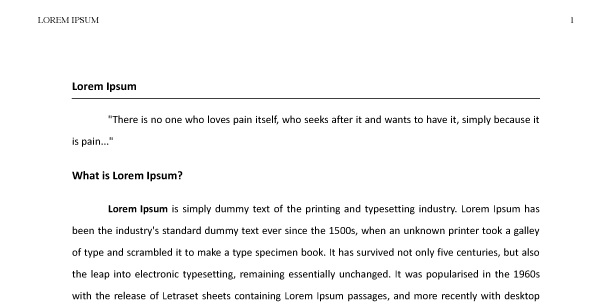 LOREM IPSUM 1
Lorem Ipsum
"There is no one who loves pain itself, who seeks after it and wants to have it, simply because it
is pain..."
What is Lorem Ipsum?
Lorem Ipsum is simply dummy text of the printing and typesetting industry. Lorem Ipsum has
been the industry's standard dummy text ever since the 1500s, when an unknown printer took a galley
of type and scrambled it to make a type specimen book. It has survived not only five centuries, but also
the leap into electronic typesetting, remaining essentially unchanged. It was popularised in the 1960s
with the release of Letraset sheets containing Lorem Ipsum passages, and more recently with desktop